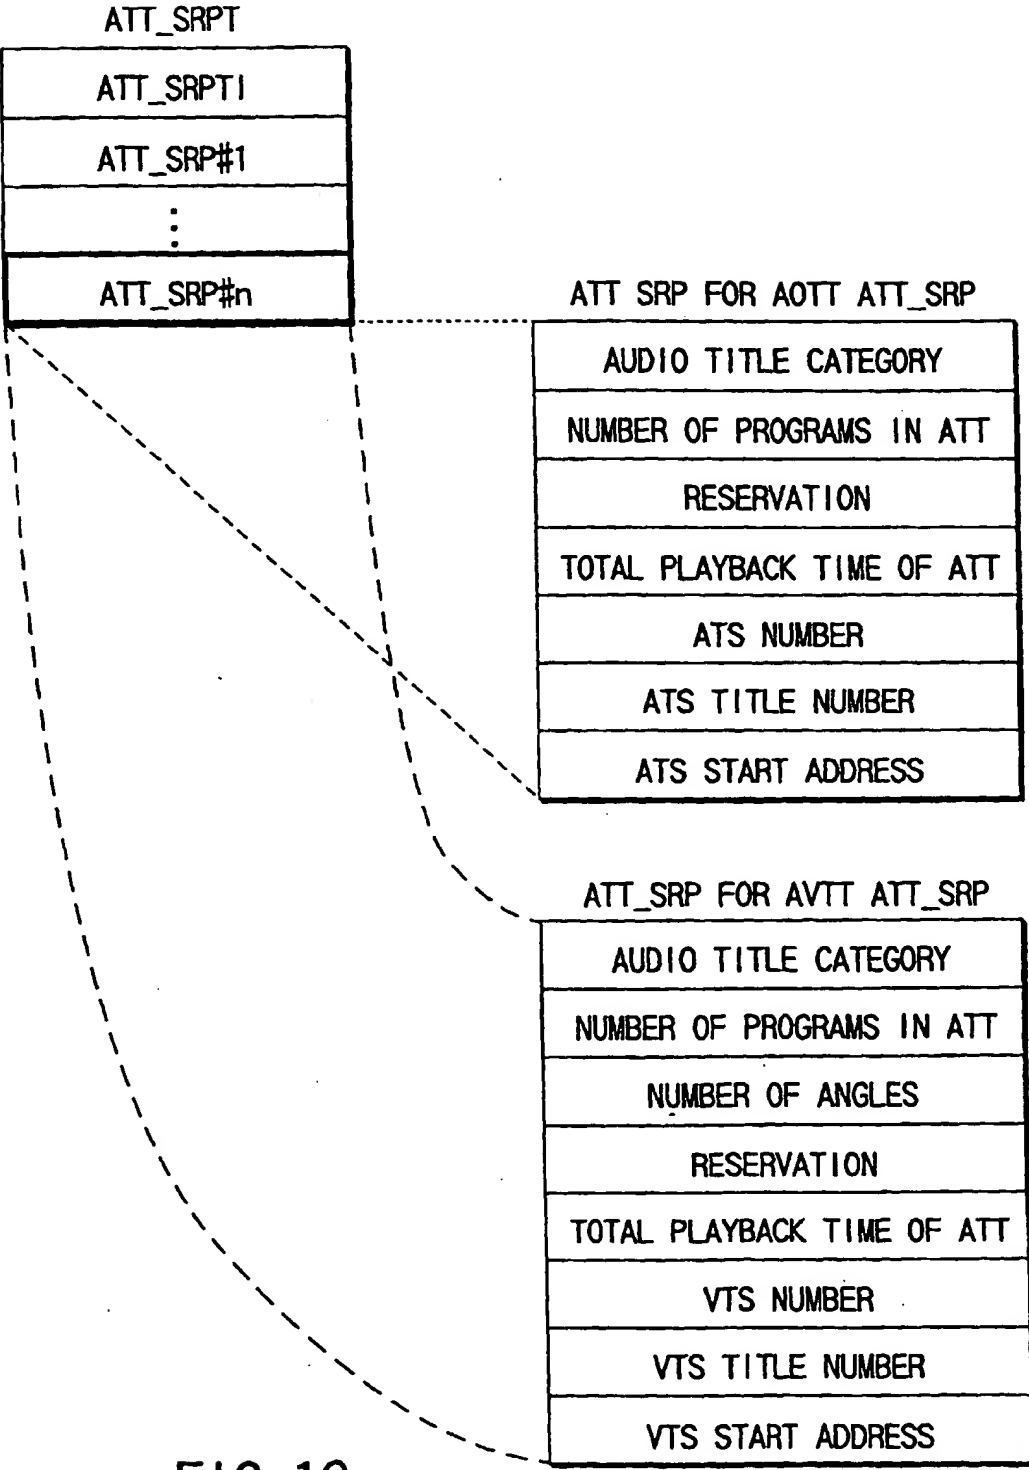 ATT_SRPT
ATT_SRPTI
ATT_SRP#1
⋮
ATT_SRP#n
ATT SRP FOR AOTT ATT_SRP
AUDIO TITLE CATEGORY
NUMBER OF PROGRAMS IN ATT
RESERVATION
TOTAL PLAYBACK TIME OF ATT
ATS NUMBER
ATS TITLE NUMBER
ATS START ADDRESS
ATT_SRP FOR AVTT ATT_SRP
AUDIO TITLE CATEGORY
NUMBER OF PROGRAMS IN ATT
NUMBER OF ANGLES
RESERVATION
TOTAL PLAYBACK TIME OF ATT
VTS NUMBER
VTS TITLE NUMBER
VTS START ADDRESS